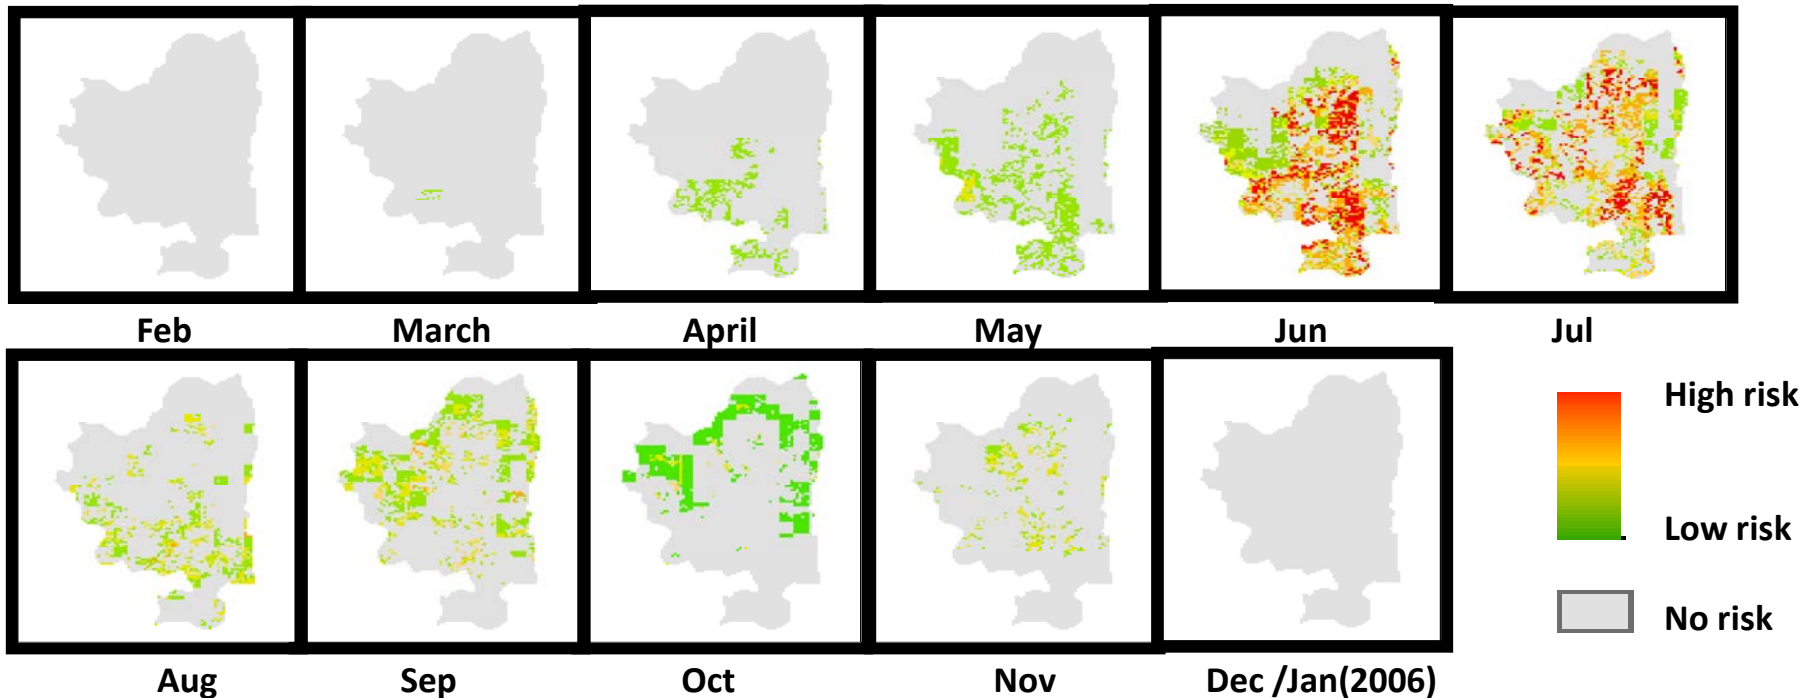 Feb March April May Jun Jul
High risk
Low risk
No risk
Aug Sep Oct Nov Dec /Jan(2006)